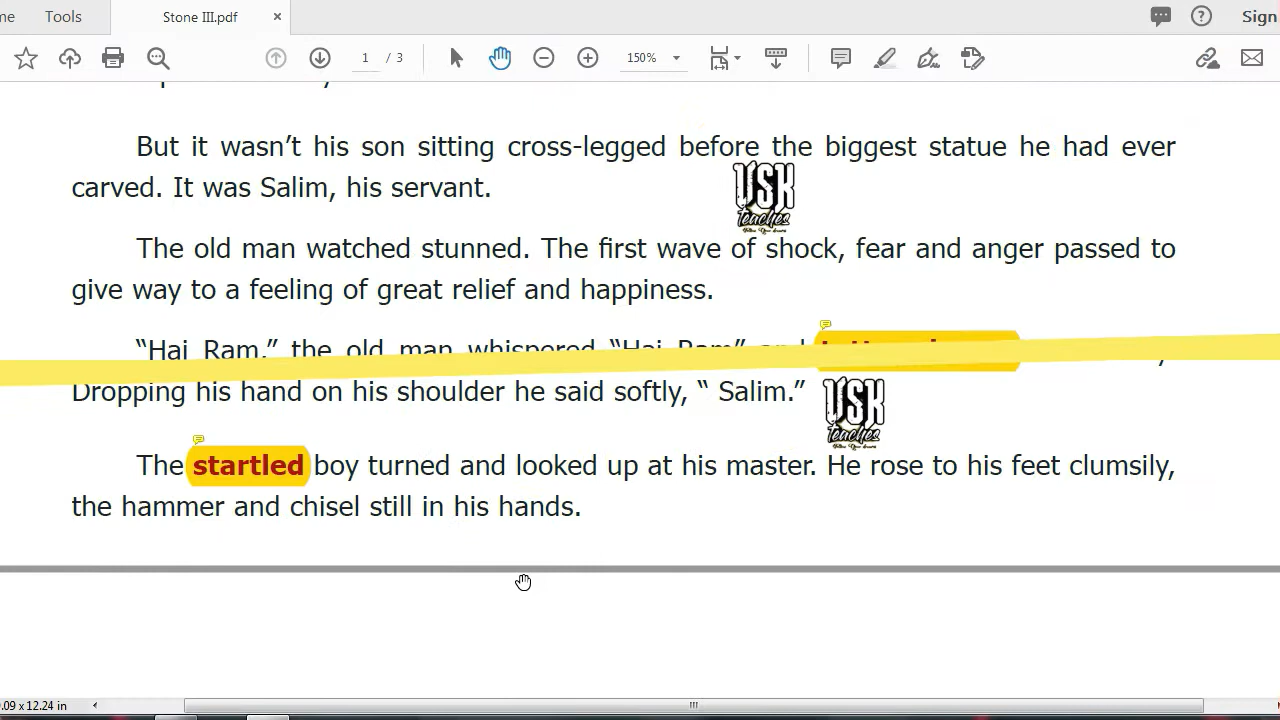 me Tools Stone III.pdf × Sign
1 / 3 150%
But it wasn’t his son sitting cross-legged before the biggest statue he had ever
carved. It was Salim, his servant.
VSK
teaches
The old man watched stunned. The first wave of shock, fear and anger passed to
give way to a feeling of great relief and happiness.
“Hai Ram,” the old man whispered “Hai Ram” and
Dropping his hand on his shoulder he said softly, “ Salim.”
VSK
teaches
The startled boy turned and looked up at his master. He rose to his feet clumsily,
the hammer and chisel still in his hands.
.09 x 12.24 in